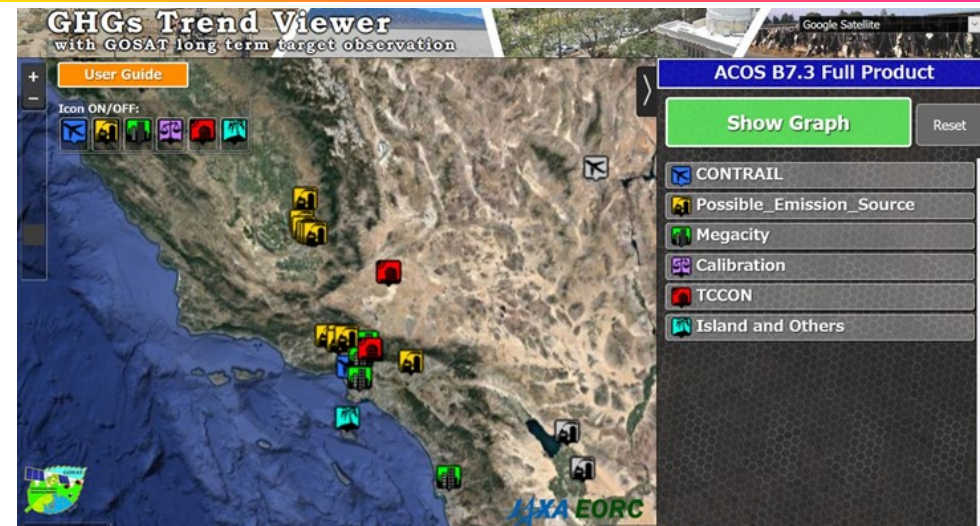 GHGs Trend Viewer
with GOSAT long term target observation
Google Satellite
+
−
User Guide
Icon ON/OFF:
ACOS B7.3 Full Product
Show Graph
Reset
CONTRAIL
Possible_Emission_Source
Megacity
Calibration
TCCON
Island and Others
GOSAT
JAXA EORC